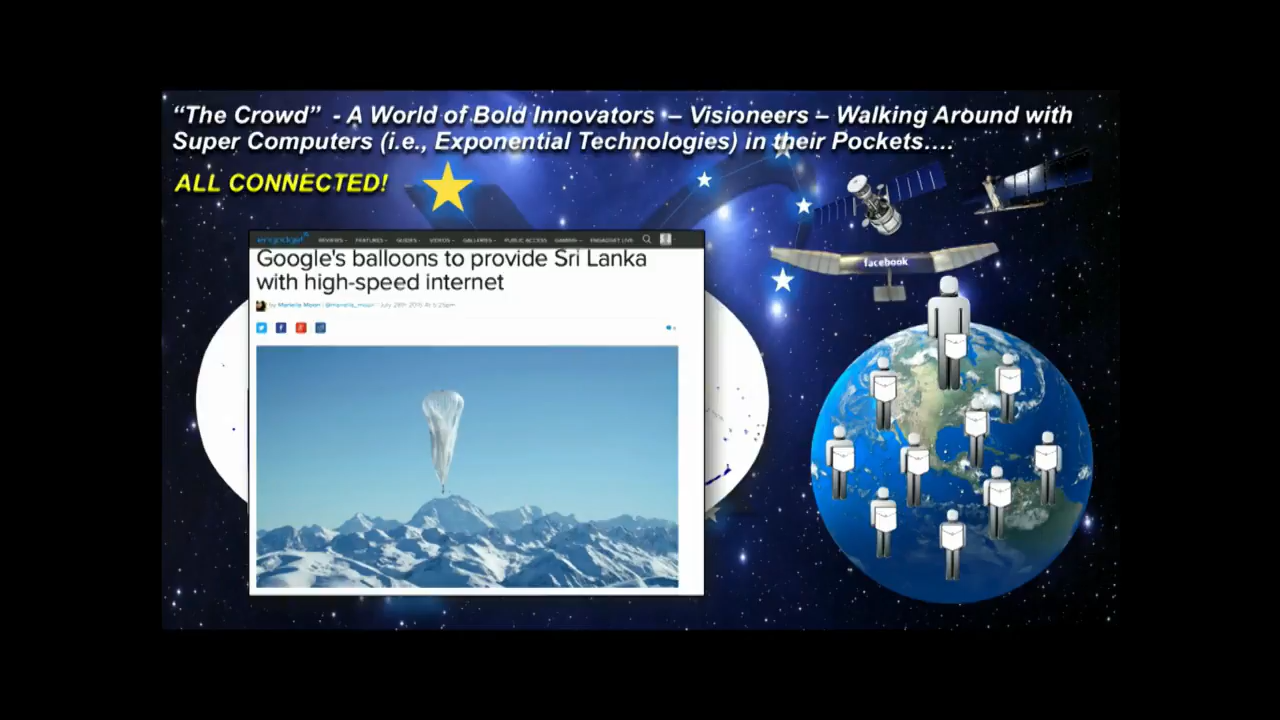 “The Crowd” - A World of Bold Innovators – Visioneers – Walking Around with
Super Computers (i.e., Exponential Technologies) in their Pockets....
ALL CONNECTED!
engadget
REVIEWS FEATURES GUIDES VIDEOS GALLERIES PUBLIC ACCESS GAMING ENGADGET LIVE
Google's balloons to provide Sri Lanka
with high-speed internet
by Mariella Moon | @mariella_moon | July 28th 2015 At 5:25am
facebook